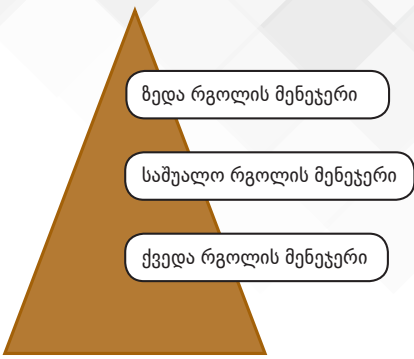 ზედა რგოლის მენეჯერი
საშუალო რგოლის მენეჯერი
ქვედა რგოლის მენეჯერი